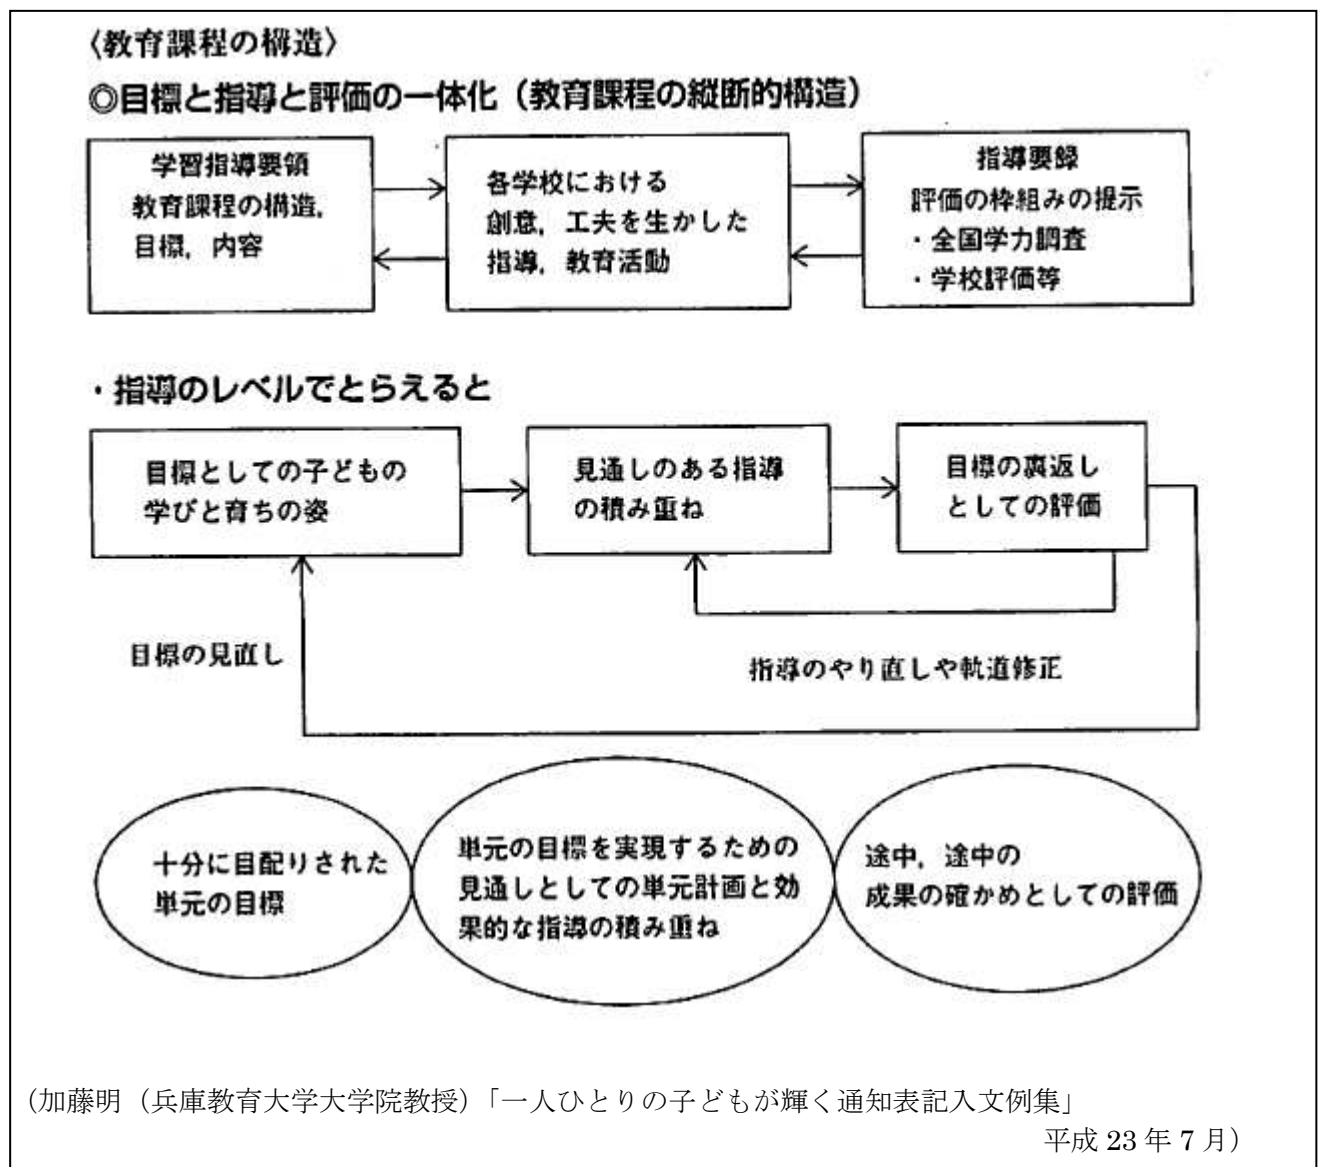 〈教育課程の構造〉
◎目標と指導と評価の一体化（教育課程の縦断的構造）
学習指導要領
教育課程の構造，
目標，内容
各学校における
創意，工夫を生かした
指導，教育活動
指導要録
評価の枠組みの提示
・全国学力調査
・学校評価等
・指導のレベルでとらえると
目標としての子どもの
学びと育ちの姿
見通しのある指導
の積み重ね
目標の裏返し
としての評価
目標の見直し
指導のやり直しや軌道修正
十分に目配りされた
単元の目標
単元の目標を実現するための
見通しとしての単元計画と効
果的な指導の積み重ね
途中，途中の
成果の確かめとしての評価
（加藤明（兵庫教育大学大学院教授）「一人ひとりの子どもが輝く通知表記入文例集」
平成 23 年 7 月）